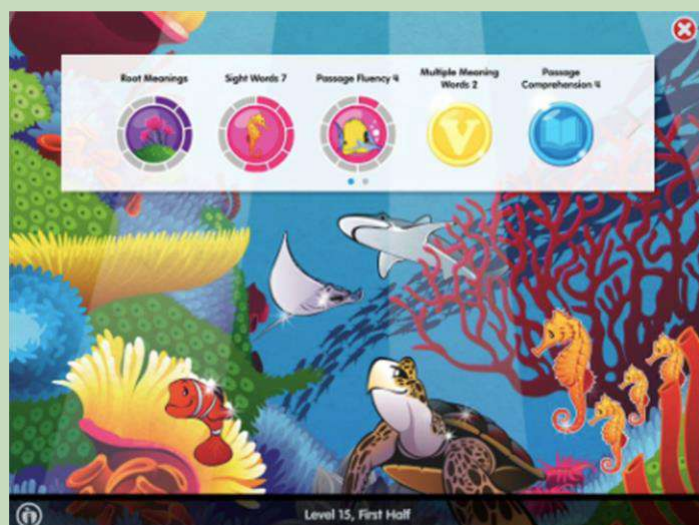 Root Meanings
Sight Words 7
Passage Fluency 4
Multiple Meaning
Words 2
Passage
Comprehension 4
V
Level 15, First Half